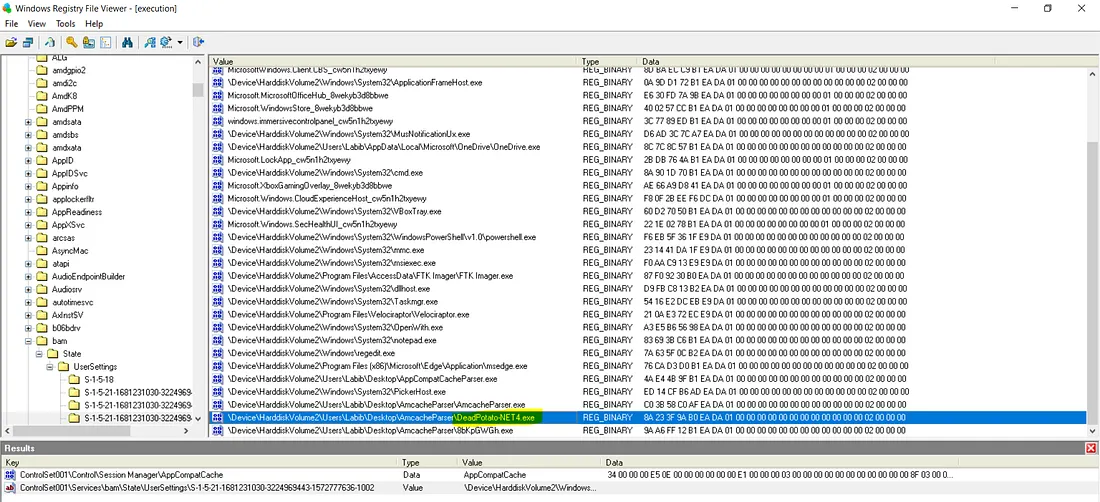 Windows Registry File Viewer - [execution]
File View Tools Help
ALG
amdgpio2
amdi2c
AmdK8
AmdPPM
amdsata
amdsbs
amdxata
AppID
AppIDSvc
Appinfo
applockerfltr
AppReadiness
AppXSvc
arcsas
AsyncMac
atapi
AudioEndpointBuilder
Audiosrv
autotimesvc
AxInstSV
b06bdrv
bam
State
UserSettings
S-1-5-18
S-1-5-21-1681231030-3224969
S-1-5-21-1681231030-3224969
S-1-5-21-1681231030-3224969
Value Type Data
MicrosoftWindows.Client.CBS_cw5n1h2txyewy REG_BINARY 8D BA EC C9 B1 EA DA 01 00 00 00 00 00 00 00 00 01 00 00 00 02 00 00 00
\Device\HarddiskVolume2\Windows\System32\ApplicationFrameHost.exe REG_BINARY 0A 9D D1 72 B1 EA DA 01 00 00 00 00 00 00 00 00 00 00 00 00 02 00 00 00
Microsoft.MicrosoftOfficeHub_8wekyb3d8bbwe REG_BINARY E6 30 FD 7A 9B EA DA 01 00 00 00 00 00 00 00 00 01 00 00 00 02 00 00 00
Microsoft.WindowsStore_8wekyb3d8bbwe REG_BINARY 40 02 57 CC B1 EA DA 01 00 00 00 00 00 00 00 00 01 00 00 00 02 00 00 00
windows.immersivecontrolpanel_cw5n1h2txyewy REG_BINARY 3C 77 89 ED B1 EA DA 01 00 00 00 00 00 00 00 00 01 00 00 00 02 00 00 00
\Device\HarddiskVolume2\Windows\System32\MusNotificationUx.exe REG_BINARY D6 AD 3C 7C A7 EA DA 01 00 00 00 00 00 00 00 00 00 00 00 00 02 00 00 00
\Device\HarddiskVolume2\Users\Labib\AppData\Local\Microsoft\OneDrive\OneDrive.exe REG_BINARY 8C 7C 8C 57 B1 EA DA 01 00 00 00 00 00 00 00 00 00 00 00 00 02 00 00 00
Microsoft.LockApp_cw5n1h2txyewy REG_BINARY 2B DB 76 4A B1 EA DA 01 00 00 00 00 00 00 00 00 01 00 00 00 02 00 00 00
\Device\HarddiskVolume2\Windows\System32\cmd.exe REG_BINARY 8A 90 1D 70 B1 EA DA 01 00 00 00 00 00 00 00 00 00 00 00 00 02 00 00 00
Microsoft.XboxGamingOverlay_8wekyb3d8bbwe REG_BINARY AE 66 A9 D8 41 EA DA 01 00 00 00 00 00 00 00 00 01 00 00 00 02 00 00 00
Microsoft.Windows.CloudExperienceHost_cw5n1h2txyewy REG_BINARY F8 0F 2B EE F6 DC DA 01 00 00 00 00 00 00 00 00 01 00 00 00 02 00 00 00
\Device\HarddiskVolume2\Windows\System32\VBoxTray.exe REG_BINARY 60 D2 70 50 B1 EA DA 01 00 00 00 00 00 00 00 00 00 00 00 00 02 00 00 00
Microsoft.Windows.SecHealthUI_cw5n1h2txyewy REG_BINARY 22 1E 02 78 B1 EA DA 01 00 00 00 00 00 00 00 00 01 00 00 00 02 00 00 00
\Device\HarddiskVolume2\Windows\System32\WindowsPowerShell\v1.0\powershell.exe REG_BINARY F6 EB 5F 36 1F E9 DA 01 00 00 00 00 00 00 00 00 00 00 00 00 02 00 00 00
\Device\HarddiskVolume2\Windows\System32\mmc.exe REG_BINARY 23 14 41 DA 1F E9 DA 01 00 00 00 00 00 00 00 00 00 00 00 00 02 00 00 00
\Device\HarddiskVolume2\Windows\System32\msiexec.exe REG_BINARY F0 AA C9 13 E9 E9 DA 01 00 00 00 00 00 00 00 00 00 00 00 00 02 00 00 00
\Device\HarddiskVolume2\Program Files\AccessData\FTK Imager\FTK Imager.exe REG_BINARY 87 F0 92 30 B0 EA DA 01 00 00 00 00 00 00 00 00 00 00 00 00 02 00 00 00
\Device\HarddiskVolume2\Windows\System32\dllhost.exe REG_BINARY D9 FB C8 13 B2 EA DA 01 00 00 00 00 00 00 00 00 00 00 00 00 02 00 00 00
\Device\HarddiskVolume2\Windows\System32\Taskmgr.exe REG_BINARY 54 16 E2 DC EB E9 DA 01 00 00 00 00 00 00 00 00 00 00 00 00 02 00 00 00
\Device\HarddiskVolume2\Program Files\Velociraptor\Velociraptor.exe REG_BINARY 21 0A E3 72 EC E9 DA 01 00 00 00 00 00 00 00 00 00 00 00 00 02 00 00 00
\Device\HarddiskVolume2\Windows\System32\OpenWith.exe REG_BINARY A3 E5 B6 56 98 EA DA 01 00 00 00 00 00 00 00 00 00 00 00 00 02 00 00 00
\Device\HarddiskVolume2\Windows\System32\notepad.exe REG_BINARY 83 69 3B C6 B1 EA DA 01 00 00 00 00 00 00 00 00 00 00 00 00 02 00 00 00
\Device\HarddiskVolume2\Windows\regedit.exe REG_BINARY 7A 63 5F 0C B2 EA DA 01 00 00 00 00 00 00 00 00 00 00 00 00 02 00 00 00
\Device\HarddiskVolume2\Program Files (x86)\Microsoft\Edge\Application\msedge.exe REG_BINARY 76 CA D3 D0 B1 EA DA 01 00 00 00 00 00 00 00 00 00 00 00 00 02 00 00 00
\Device\HarddiskVolume2\Users\Labib\Desktop\AppCompatCacheParser.exe REG_BINARY 4A E4 4B 9F B1 EA DA 01 00 00 00 00 00 00 00 00 00 00 00 00 02 00 00 00
\Device\HarddiskVolume2\Windows\System32\PickerHost.exe REG_BINARY ED 14 CF B6 AD EA DA 01 00 00 00 00 00 00 00 00 00 00 00 00 02 00 00 00
\Device\HarddiskVolume2\Users\Labib\Desktop\AmcacheParser\AmcacheParser.exe REG_BINARY C0 3B 58 C0 AF EA DA 01 00 00 00 00 00 00 00 00 00 00 00 00 02 00 00 00
\Device\HarddiskVolume2\Users\Labib\Desktop\AmcacheParser\DeadPotato-NET4.exe REG_BINARY 8A 23 3F 9A B0 EA DA 01 00 00 00 00 00 00 00 00 00 00 00 00 02 00 00 00
\Device\HarddiskVolume2\Users\Labib\Desktop\AmcacheParser\8bKpGWGh.exe REG_BINARY 9A A6 FF 12 B1 EA DA 01 00 00 00 00 00 00 00 00 00 00 00 00 02 00 00 00
Results
Key Type Value Data
ControlSet001\Control\Session Manager\AppCompatCache Data AppCompatCache 34 00 00 00 E5 0E 00 00 00 00 00 00 E1 00 00 00 03 00 00 00 00 00 00 00 00 00 00 00 00 00 00 00 8F 03 00 0...
ControlSet001\Services\bam\State\UserSettings\S-1-5-21-1681231030-3224969443-1572777636-1002 Value \Device\HarddiskVolume2\Windows...